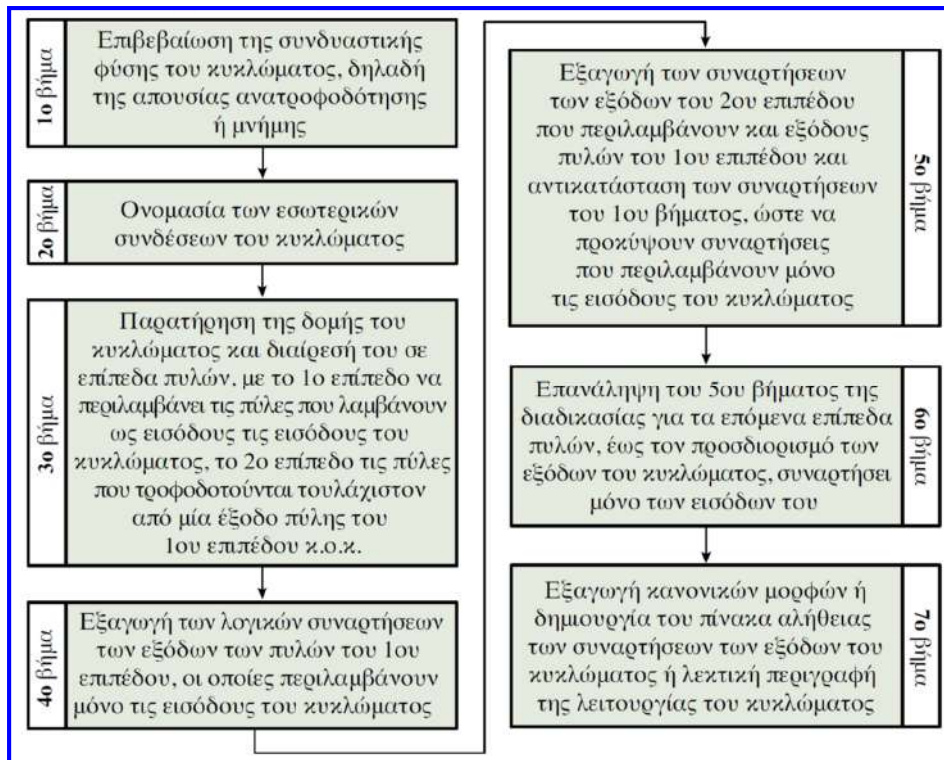 1ο βήμα
Επιβεβαίωση της συνδυαστικής
φύσης του κυκλώματος, δηλαδή
της απουσίας ανατροφοδότησης
ή μνήμης
2ο βήμα
Ονομασία των εσωτερικών
συνδέσεων του κυκλώματος
3ο βήμα
Παρατήρηση της δομής του
κυκλώματος και διαίρεσή του σε
επίπεδα πυλών, με το 1ο επίπεδο να
περιλαμβάνει τις πύλες που λαμβάνουν
ως εισόδους τις εισόδους του
κυκλώματος, το 2ο επίπεδο τις πύλες
που τροφοδοτούνται τουλάχιστον
από μία έξοδο πύλης του
1ου επιπέδου κ.ο.κ.
4ο βήμα
Εξαγωγή των λογικών συναρτήσεων
των εξόδων των πυλών του 1ου
επιπέδου, οι οποίες περιλαμβάνουν
μόνο τις εισόδους του κυκλώματος
5ο βήμα
Εξαγωγή των συναρτήσεων
των εξόδων του 2ου επιπέδου
που περιλαμβάνουν και εξόδους
πυλών του 1ου επιπέδου και
αντικατάσταση των συναρτήσεων
του 1ου βήματος, ώστε να
προκύψουν συναρτήσεις
που περιλαμβάνουν μόνο
τις εισόδους του κυκλώματος
6ο βήμα
Επανάληψη του 5ου βήματος της
διαδικασίας για τα επόμενα επίπεδα
πυλών, έως τον προσδιορισμό των
εξόδων του κυκλώματος, συναρτήσει
μόνο των εισόδων του
7ο βήμα
Εξαγωγή κανονικών μορφών ή
δημιουργία του πίνακα αλήθειας
των συναρτήσεων των εξόδων του
κυκλώματος ή λεκτική περιγραφή
της λειτουργίας του κυκλώματος